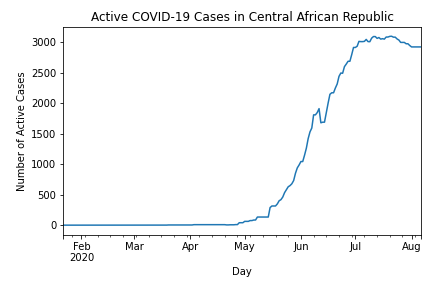 Active COVID-19 Cases in Central African Republic
Number of Active Cases
3000
2500
2000
1500
1000
500
0
Feb Mar Apr May Jun Jul Aug
2020
Day